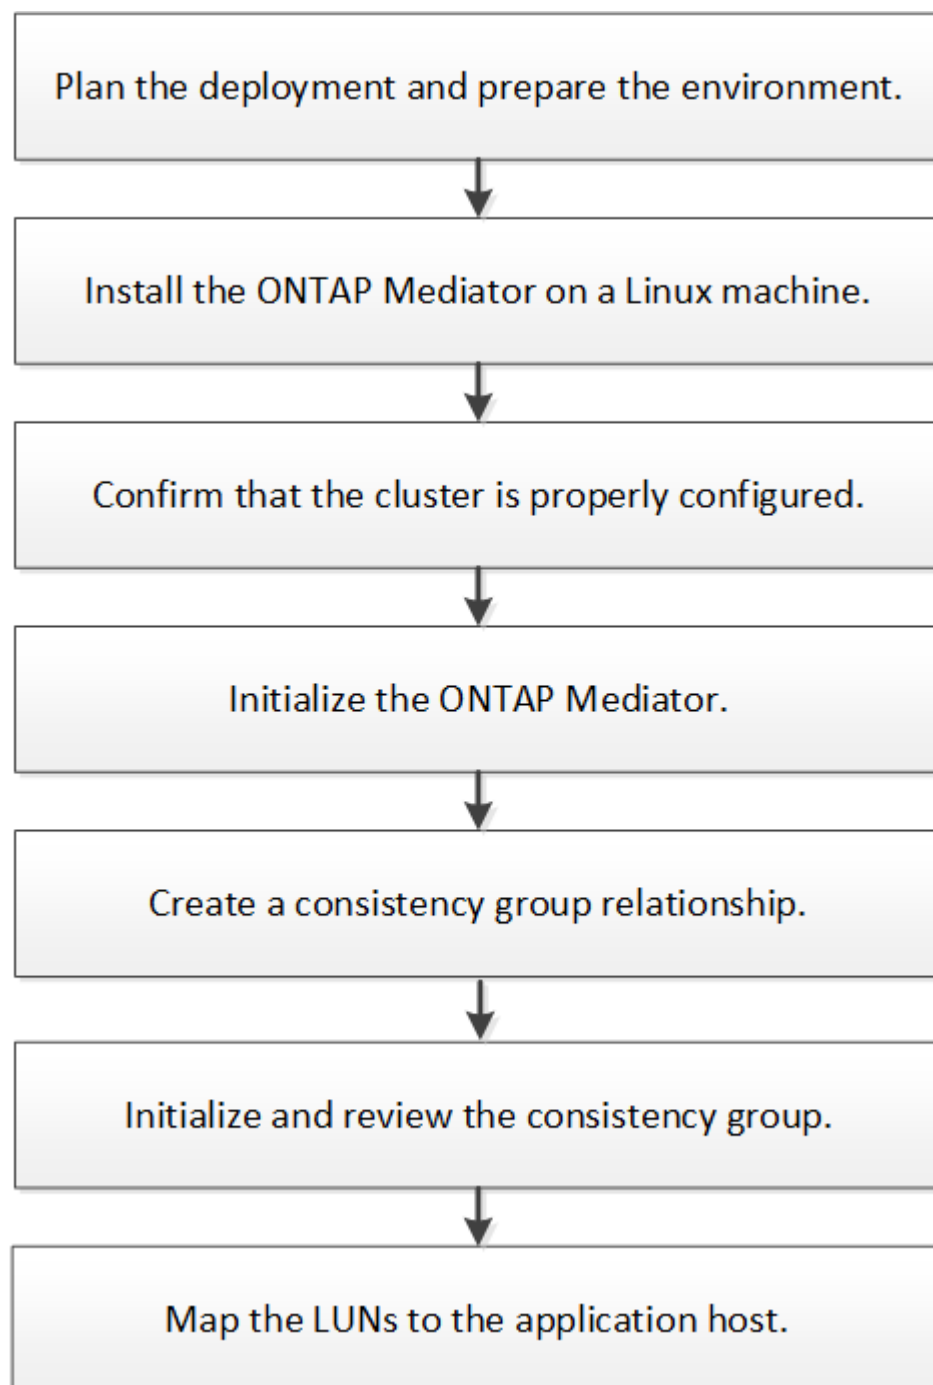 Plan the deployment and prepare the environment.
Install the ONTAP Mediator on a Linux machine.
Confirm that the cluster is properly configured.
Initialize the ONTAP Mediator.
Create a consistency group relationship.
Initialize and review the consistency group.
Map the LUNs to the application host.